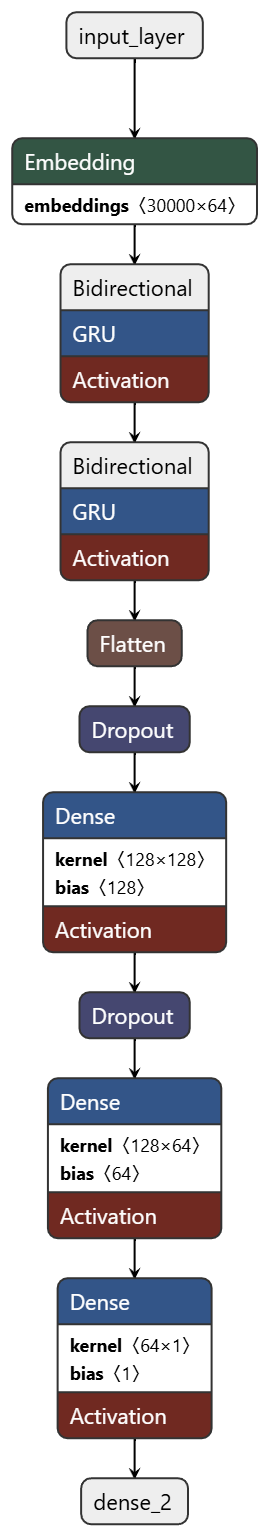 input_layer
Embedding
embeddings〈30000×64〉
Bidirectional
GRU
Activation
Bidirectional
GRU
Activation
Flatten
Dropout
Dense
kernel〈128×128〉
bias〈128〉
Activation
Dropout
Dense
kernel〈128×64〉
bias〈64〉
Activation
Dense
kernel〈64×1〉
bias〈1〉
Activation
dense_2